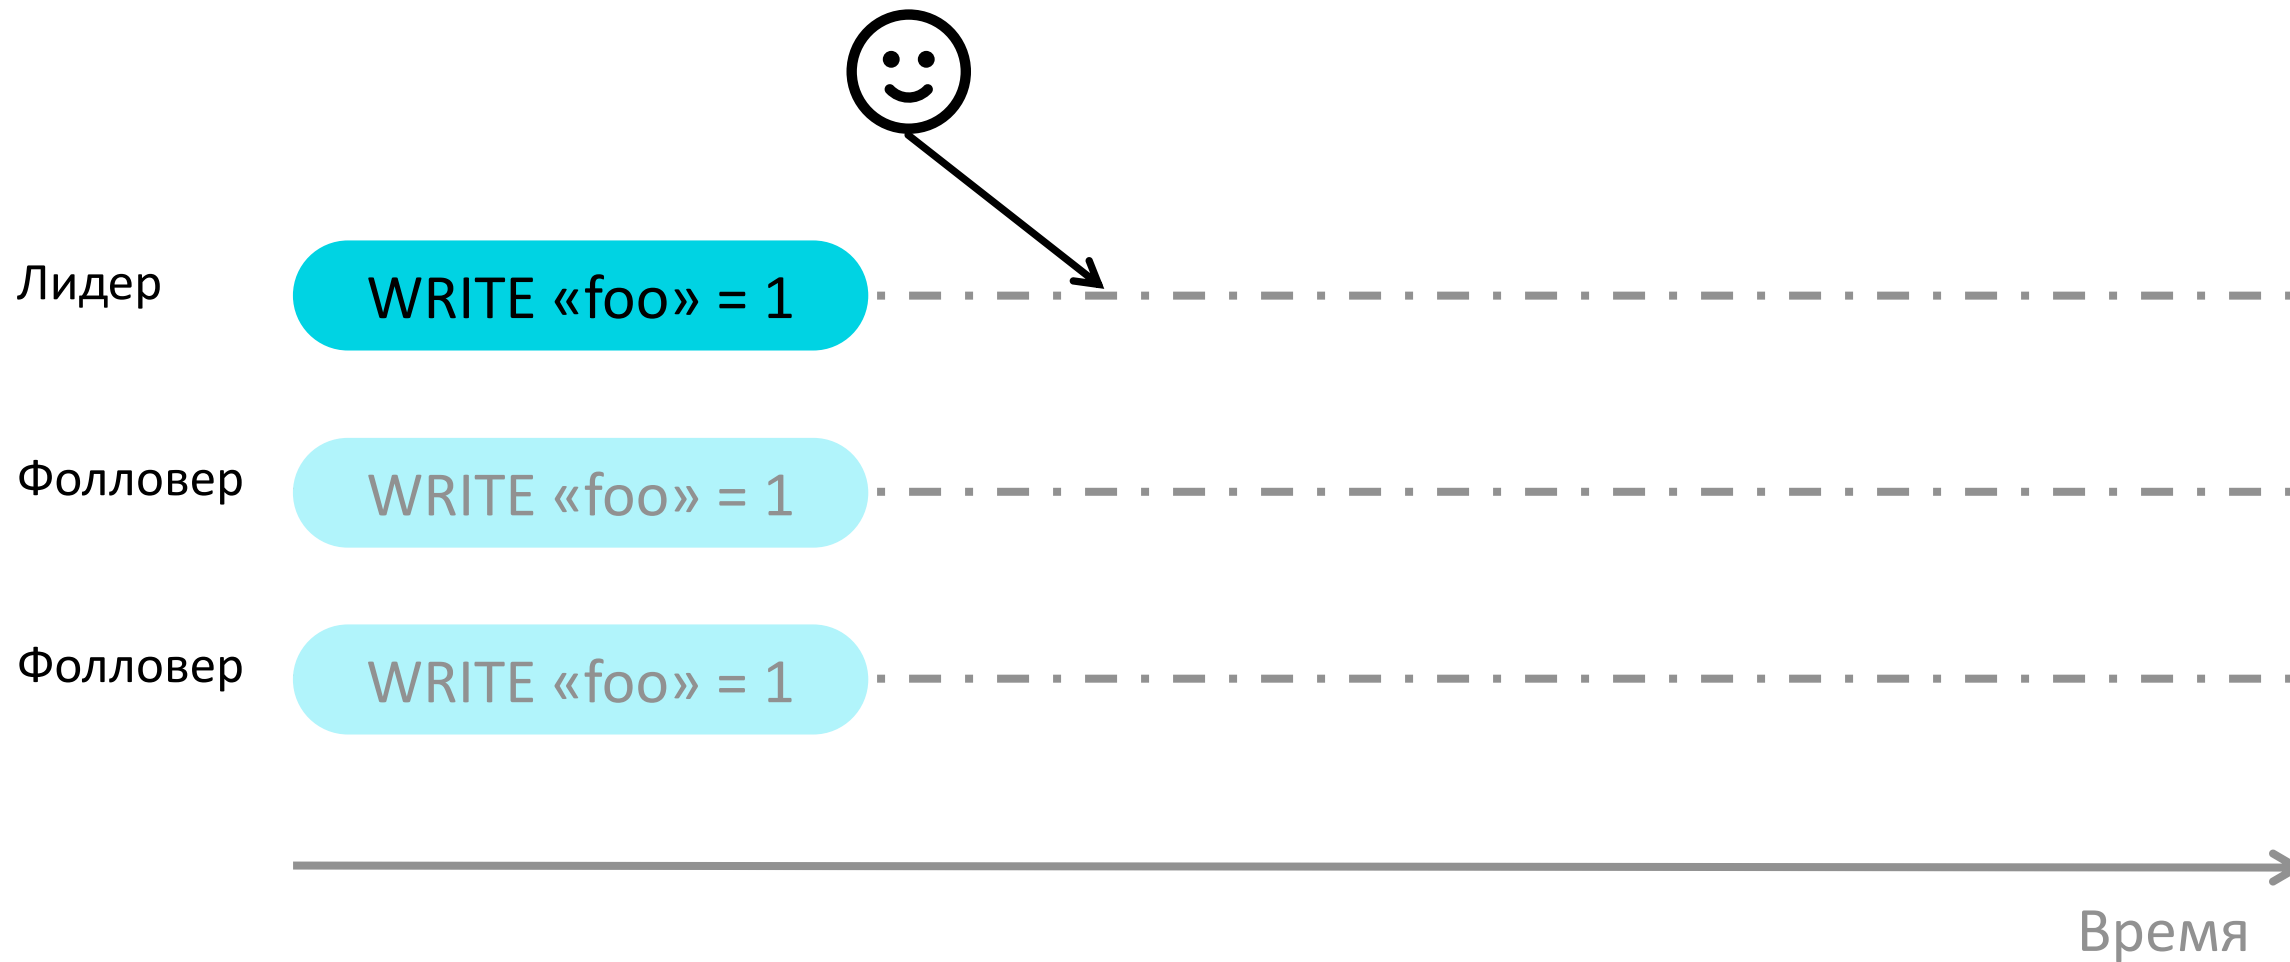 Лидер
WRITE «foo» = 1
Фолловер
WRITE «foo» = 1
Фолловер
WRITE «foo» = 1
Время